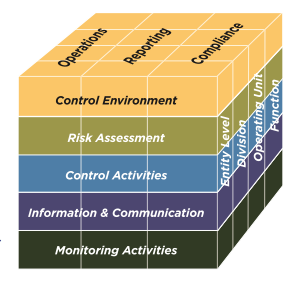 Operations
Reporting
Compliance
Control Environment
Risk Assessment
Control Activities
Information & Communication
Monitoring Activities
Entity Level
Division
Operating Unit
Function